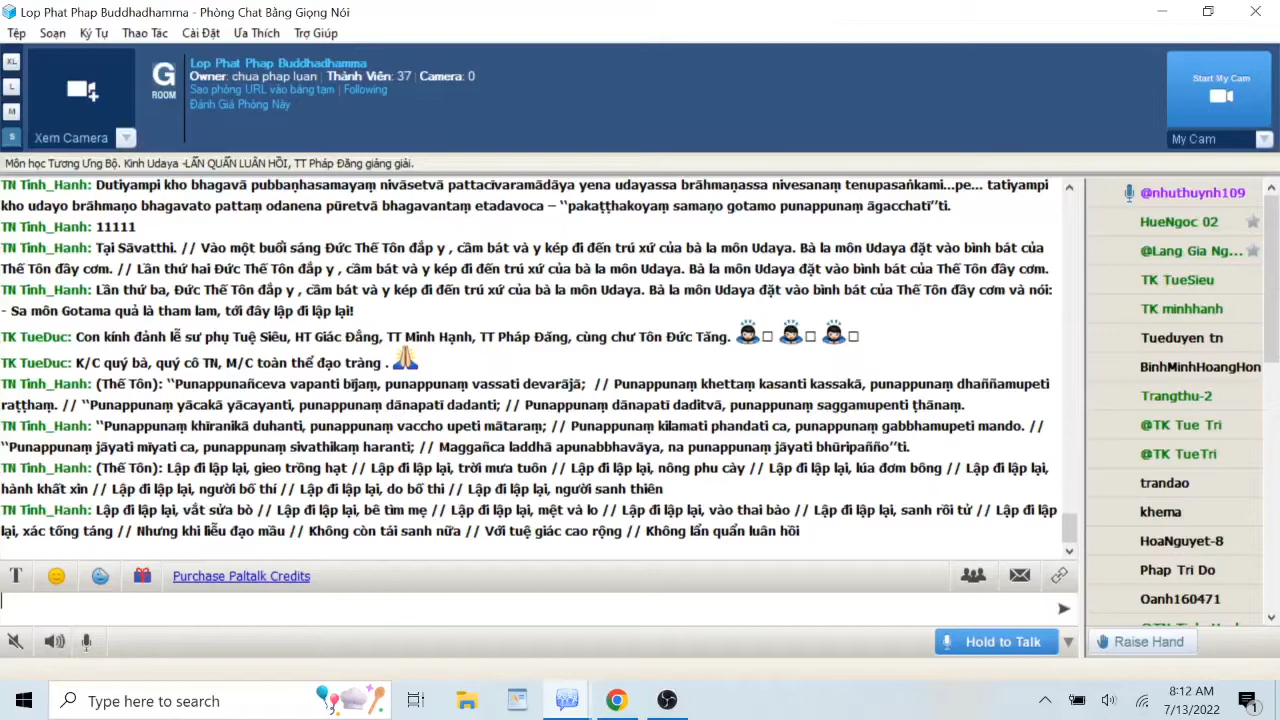 Lop Phat Phap Buddhadhamma - Phòng Chat Bằng Giọng Nói
Tệp Soạn Ký Tự Thao Tác Cài Đặt Ưa Thích Trợ Giúp
XL
L
M
S
Xem Camera
G
ROOM
Lop Phat Phap Buddhadhamma
Owner: chua phap luan | Thành Viên: 37 | Camera: 0
Sao phòng URL vào bảng tạm | Following
Đánh Giá Phòng Này
Start My Cam
My Cam
Môn học Tương Ưng Bộ. Kinh Udaya -LẨN QUẨN LUÂN HỒI, TT Pháp Đăng giảng giải.
TN Tinh_Hanh: Dutiyampi kho bhagavā pubbaṇhasamayaṃ nivāsetvā pattacīvaramādāya yena udayassa brāhmaṇassa nivesanaṃ tenupasaṅkami...pe... tatiyampi
kho udayo brāhmaṇo bhagavato pattaṃ odanena pūretvā bhagavantaṃ etadavoca – ‘‘pakaṭṭhakoyaṃ samaṇo gotamo punappunaṃ āgacchatī’’ti.
TN Tinh_Hanh: 11111
TN Tinh_Hanh: Tại Sāvatthi. // Vào một buổi sáng Đức Thế Tôn đắp y , cầm bát và y kép đi đến trú xứ của bà la môn Udaya. Bà la môn Udaya đặt vào bình bát của
Thế Tôn đầy cơm. // Lần thứ hai Đức Thế Tôn đắp y , cầm bát và y kép đi đến trú xứ của bà la môn Udaya. Bà la môn Udaya đặt vào bình bát của Thế Tôn đầy cơm.
TN Tinh_Hanh: Lần thứ ba, Đức Thế Tôn đắp y , cầm bát và y kép đi đến trú xứ của bà la môn Udaya. Bà la môn Udaya đặt vào bình bát của Thế Tôn đầy cơm và nói:
- Sa môn Gotama quả là tham lam, tới đây lập đi lập lại!
TK TueDuc: Con kính đảnh lễ sư phụ Tuệ Siêu, HT Giác Đẳng, TT Minh Hạnh, TT Pháp Đăng, cùng chư Tôn Đức Tăng.
TK TueDuc: K/C quý bà, quý cô TN, M/C toàn thể đạo tràng .
TN Tinh_Hanh: (Thế Tôn): ‘‘Punappunañceva vapanti bījaṃ, punappunaṃ vassati devarājā; // Punappunaṃ khettaṃ kasanti kassakā, punappunaṃ dhaññamupeti
raṭṭhaṃ. // ‘‘Punappunaṃ yācakā yācayanti, punappunaṃ dānapatī dadanti; // Punappunaṃ dānapatī daditvā, punappunaṃ saggamupenti ṭhānaṃ.
TN Tinh_Hanh: ‘‘Punappunaṃ khīranikā duhanti, punappunaṃ vaccho upeti mātaraṃ; // Punappunaṃ kilamati phandati ca, punappunaṃ gabbhamupeti mando. //
‘‘Punappunaṃ jāyati mīyati ca, punappunaṃ sivathikaṃ haranti; // Maggañca laddhā apunabbhavāya, na punappunaṃ jāyati bhūripañño’’ti.
TN Tinh_Hanh: (Thế Tôn): Lập đi lập lại, gieo trồng hạt // Lập đi lập lại, trời mưa tuôn // Lập đi lập lại, nông phu cày // Lập đi lập lại, lúa đơm bông // Lập đi lập lại,
hành khất xin // Lập đi lập lại, người bố thí // Lập đi lập lại, do bố thí // Lập đi lập lại, người sanh thiên
TN Tinh_Hanh: Lập đi lập lại, vắt sửa bò // Lập đi lập lại, bê tìm mẹ // Lập đi lập lại, mệt và lo // Lập đi lập lại, vào thai bào // Lập đi lập lại, sanh rồi tử // Lập đi lập
lại, xác tống táng // Nhưng khi liễu đạo mầu // Không còn tái sanh nữa // Với tuệ giác cao rộng // Không lẩn quẩn luân hồi
@nhuthuynh109
HueNgoc 02
@Lang Gia Ng...
TK TueSieu
TK minhhanh
Tueduyen tn
BinhMinhHoangHon
Trangthu-2
@TK Tue Tri
@TK TueTri
trandao
khema
HoaNguyet-8
Phap Tri Do
Oanh160471
T
Purchase Paltalk Credits
Hold to Talk
Raise Hand
Type here to search
8:12 AM
7/13/2022
1